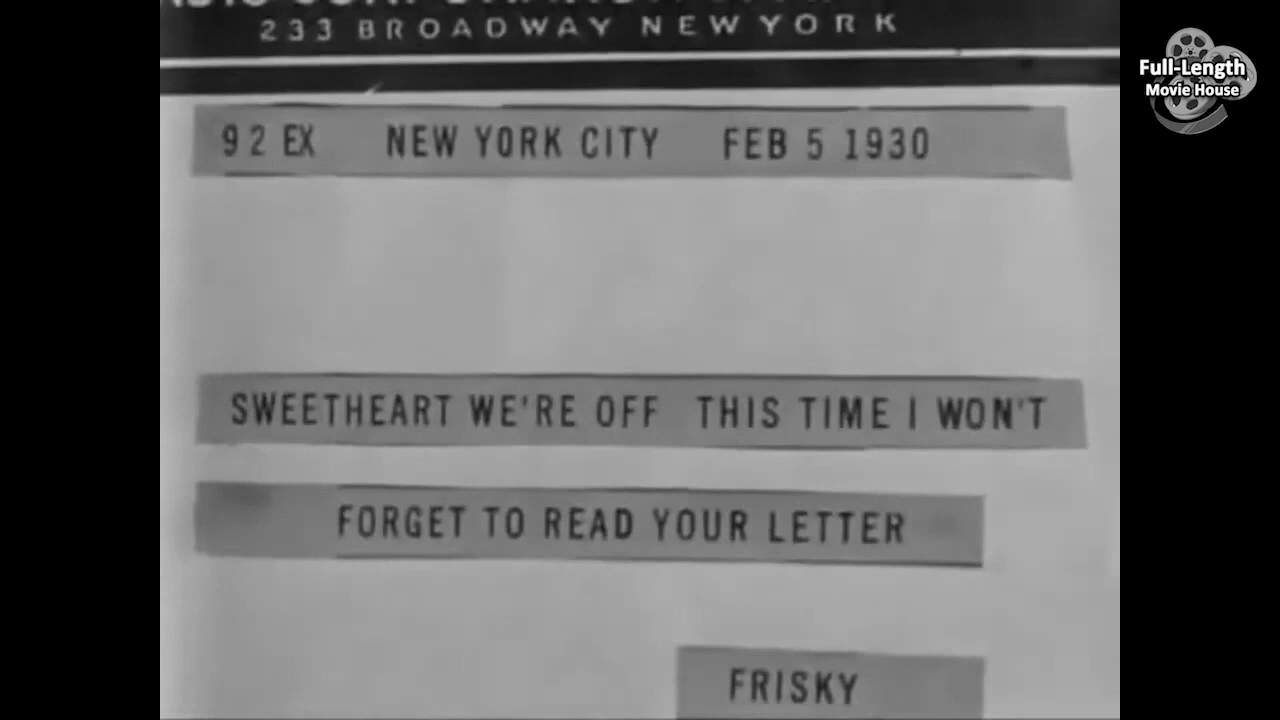 233 BROADWAY NEW YORK
Full-Length
Movie House
92 EX NEW YORK CITY FEB 5 1930
SWEETHEART WE'RE OFF THIS TIME I WON'T
FORGET TO READ YOUR LETTER
FRISKY